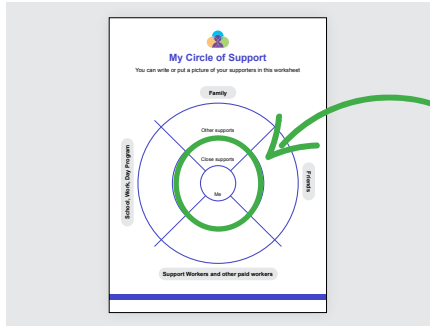 My Circle of Support
You can write or put a picture of your supporters in this worksheet
Family
Other supports
Close supports
Me
School, Work, Day Program
Friends
Support Workers and other paid workers